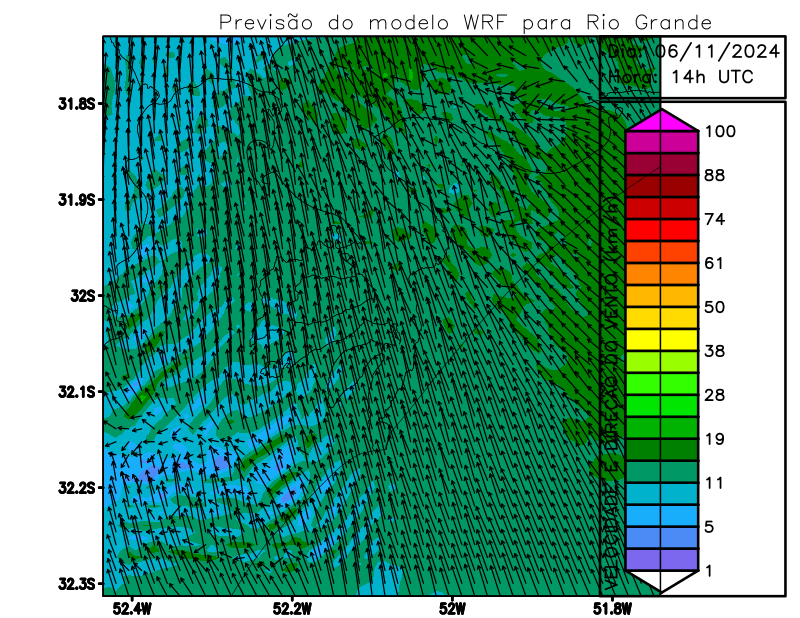 Previsão do modelo WRF para Rio Grande
Dia: 06/11/2024
Hora: 14h UTC
VELOCIDADE E DIREÇÃO DO VENTO (km/h)
100
88
74
61
50
38
28
19
11
5
1
31.8S
31.9S
32S
32.1S
32.2S
32.3S
52.4W 52.2W 52W 51.8W